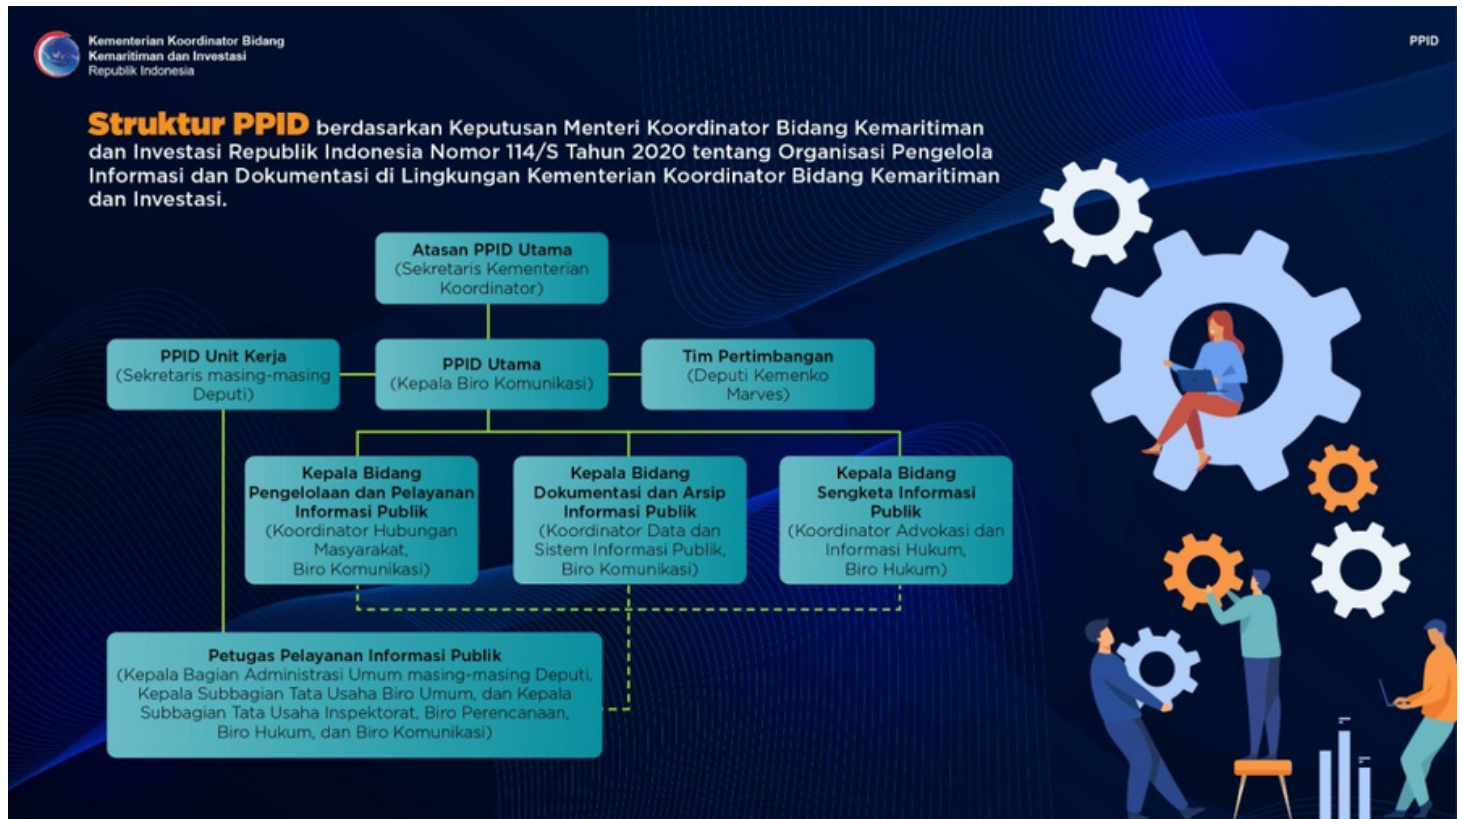 Kementerian Koordinator Bidang
Kemaritiman dan Investasi
Republik Indonesia
PPID
Struktur PPID berdasarkan Keputusan Menteri Koordinator Bidang Kemaritiman
dan Investasi Republik Indonesia Nomor 114/S Tahun 2020 tentang Organisasi Pengelola
Informasi dan Dokumentasi di Lingkungan Kementerian Koordinator Bidang Kemaritiman
dan Investasi.
Atasan PPID Utama
(Sekretaris Kementerian
Koordinator)
PPID Unit Kerja
(Sekretaris masing-masing
Deputi)
PPID Utama
(Kepala Biro Komunikasi)
Tim Pertimbangan
(Deputi Kemenko
Marves)
Kepala Bidang
Pengelolaan dan Pelayanan
Informasi Publik
(Koordinator Hubungan
Masyarakat,
Biro Komunikasi)
Kepala Bidang
Dokumentasi dan Arsip
Informasi Publik
(Koordinator Data dan
Sistem Informasi Publik,
Biro Komunikasi)
Kepala Bidang
Sengketa Informasi
Publik
(Koordinator Advokasi dan
Informasi Hukum,
Biro Hukum)
Petugas Pelayanan Informasi Publik
(Kepala Bagian Administrasi Umum masing-masing Deputi,
Kepala Subbagian Tata Usaha Biro Umum, dan Kepala
Subbagian Tata Usaha Inspektorat, Biro Perencanaan,
Biro Hukum, dan Biro Komunikasi)